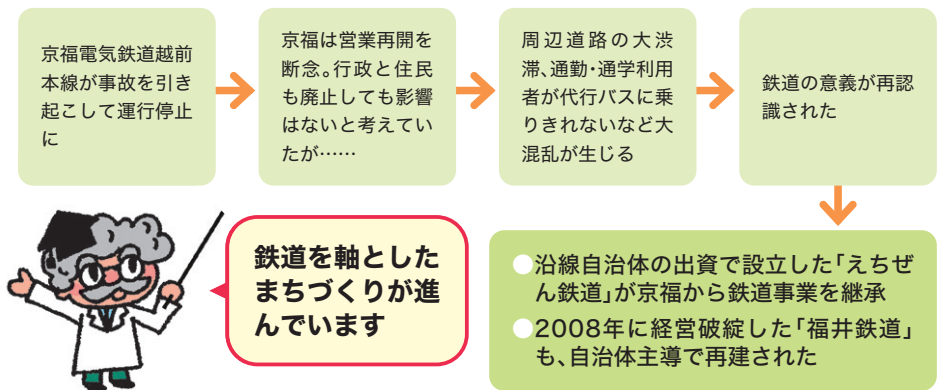 京福電気鉄道越前
本線が事故を引き
起こして運行停止
に
京福は営業再開を
断念。行政と住民
も廃止しても影響
はないと考えてい
たが……
周辺道路の大渋
滞、通勤・通学利用
者が代行バスに乗
りきれないなど大
混乱が生じる
鉄道の意義が再認
識された
鉄道を軸とした
まちづくりが進
んでいます
●沿線自治体の出資で設立した「えちぜ
ん鉄道」が京福から鉄道事業を継承
●2008年に経営破綻した「福井鉄道」
も、自治体主導で再建された